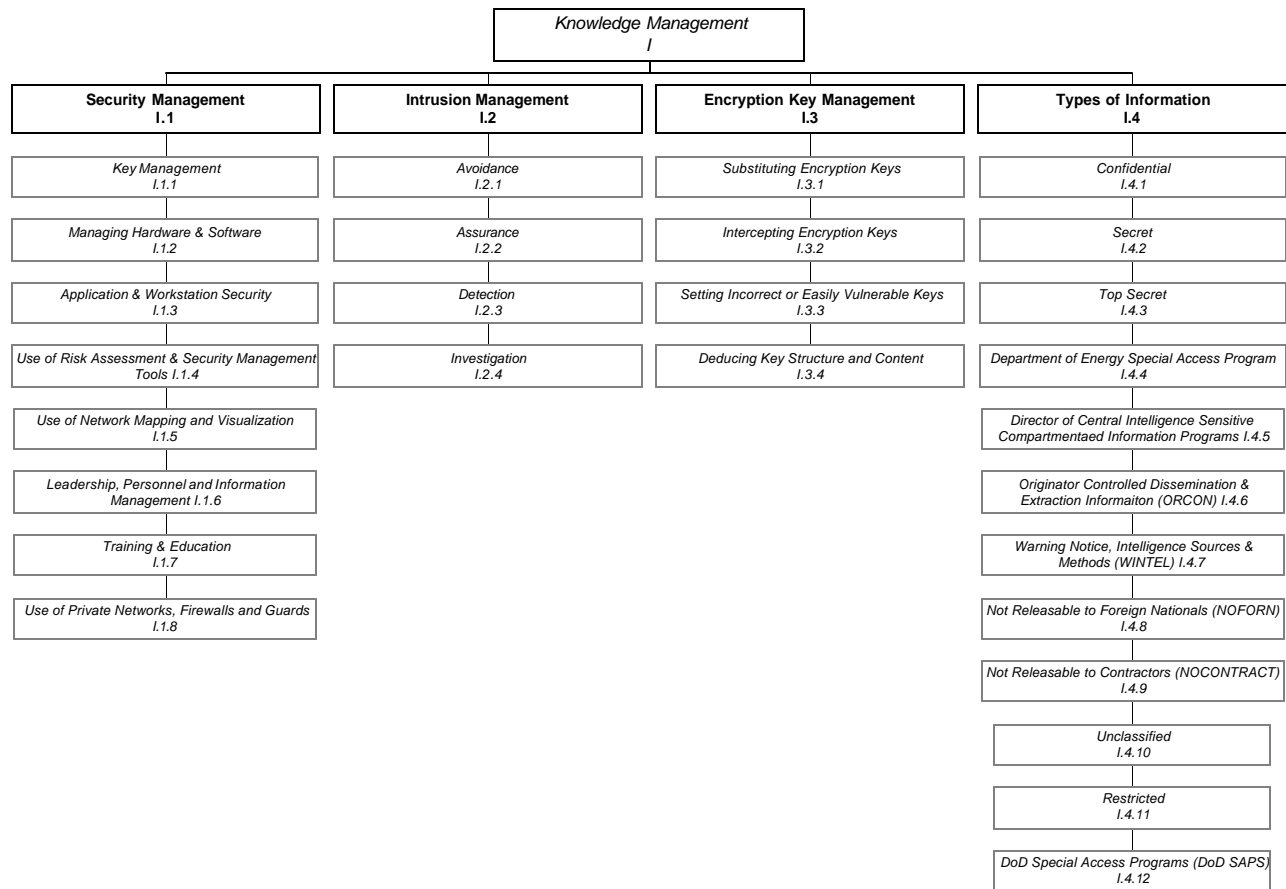 Knowledge Management
I
Security Management
I.1
Intrusion Management
I.2
Encryption Key Management
I.3
Types of Information
I.4
Key Management
I.1.1
Managing Hardware & Software
I.1.2
Application & Workstation Security
I.1.3
Use of Risk Assessment & Security Management
Tools I.1.4
Use of Network Mapping and Visualization
I.1.5
Leadership, Personnel and Information
Management I.1.6
Training & Education
I.1.7
Use of Private Networks, Firewalls and Guards
I.1.8
Avoidance
I.2.1
Assurance
I.2.2
Detection
I.2.3
Investigation
I.2.4
Substituting Encryption Keys
I.3.1
Intercepting Encryption Keys
I.3.2
Setting Incorrect or Easily Vulnerable Keys
I.3.3
Deducing Key Structure and Content
I.3.4
Confidential
I.4.1
Secret
I.4.2
Top Secret
I.4.3
Department of Energy Special Access Program
I.4.4
Director of Central Intelligence Sensitive
Compartmentaed Information Programs I.4.5
Originator Controlled Dissemination &
Extraction Informaiton (ORCON) I.4.6
Warning Notice, Intelligence Sources &
Methods (WINTEL) I.4.7
Not Releasable to Foreign Nationals (NOFORN)
I.4.8
Not Releasable to Contractors (NOCONTRACT)
I.4.9
Unclassified
I.4.10
Restricted
I.4.11
DoD Special Access Programs (DoD SAPS)
I.4.12